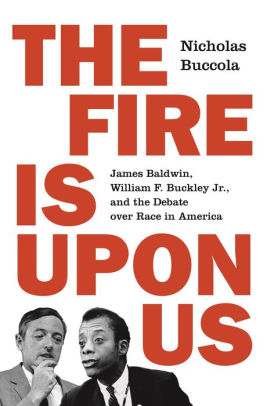 THE
Nicholas
Buccola
FIRE
James Baldwin,
William F. Buckley Jr.,
and the Debate
over Race in America
IS
UPON
US